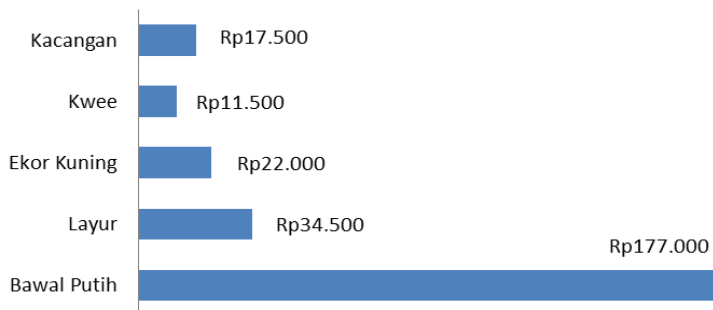 Kacangan Rp17.500
Kwee Rp11.500
Ekor Kuning Rp22.000
Layur Rp34.500
Rp177.000
Bawal Putih